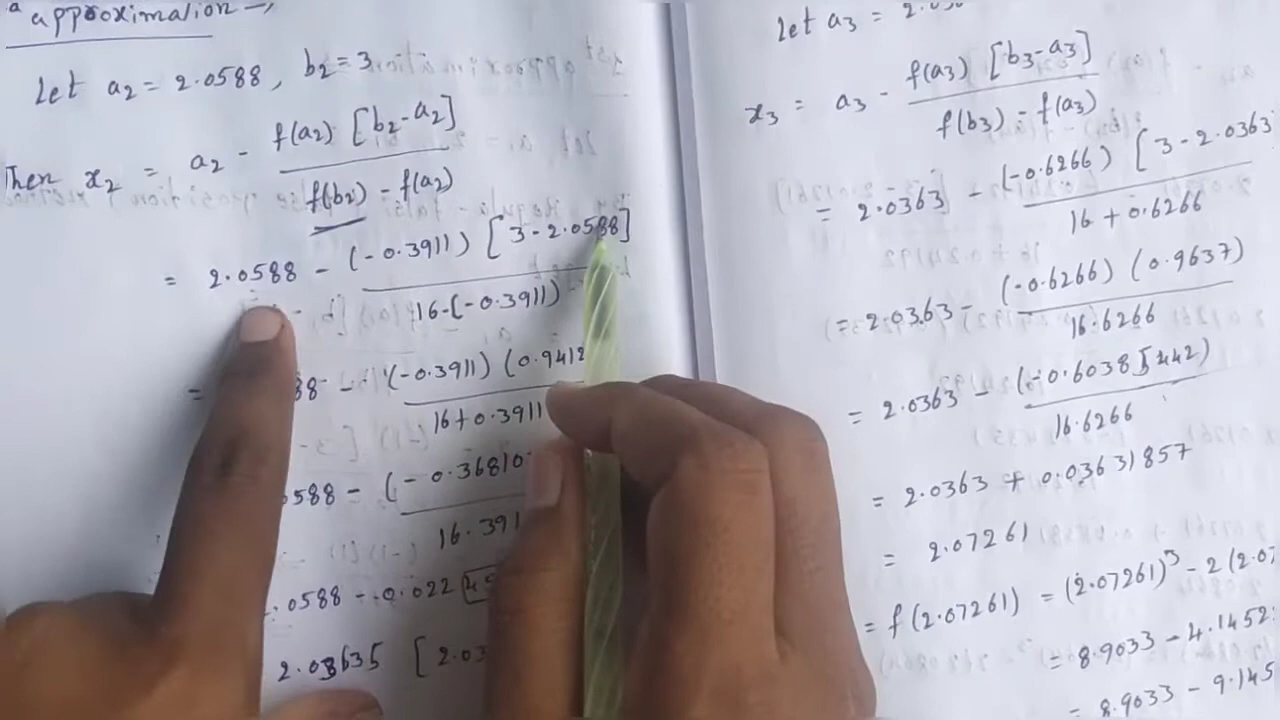 approximation →
Let a₂ = 2.0588, b₂ = 3
Then x₂ = a₂ - f(a₂) [b₂-a₂]
f(b₂) - f(a₂)
= 2.0588 - (-0.3911) [3-2.0588]
16-(-0.3911)
= 88 - (-0.3911) (0.9412
16+0.3911
0588 - (-0.36810
16.391
.0588 - 0.022
2.03635 [2.03
Let a₃ = 2.03
x₃ = a₃ - f(a₃) [b₃-a₃]
f(b₃) - f(a₃)
= 2.0363 - (-0.6266) [3-2.0363
16 + 0.6266
= 2.0363 - (-0.6266) (0.9637)
16.6266
= 2.0363 - (-0.6038 442)
16.6266
= 2.0363 + 0.03631857
= 2.07261
= f(2.07261) = (2.07261)³ - 2(2.07
= 8.9033 - 4.1452
= 8.9033 - 9.145